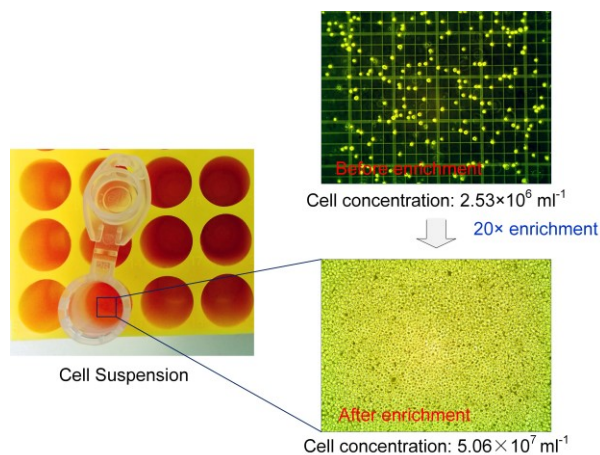 Before enrichment
Cell concentration: 2.53×10⁶ ml⁻¹
20× enrichment
Cell Suspension
After enrichment
Cell concentration: 5.06×10⁷ ml⁻¹